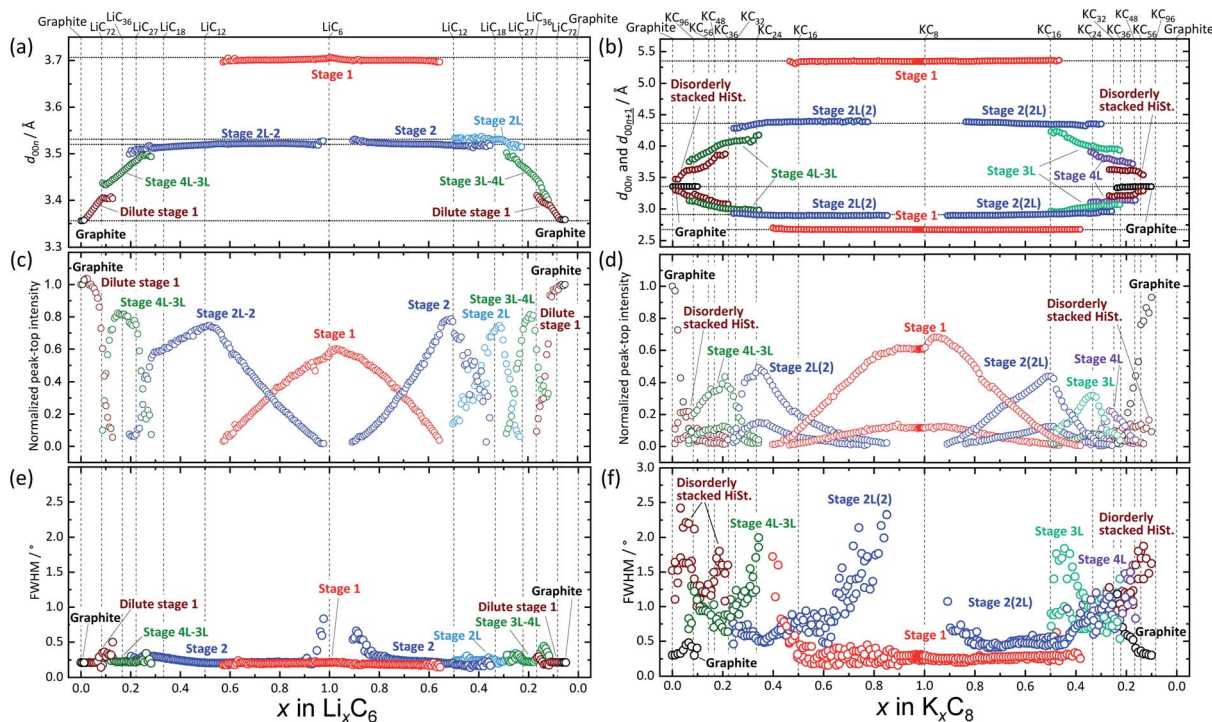 Graphite LiC36 LiC72 LiC27 LiC18 LiC12 LiC6 LiC12 LiC18 LiC27 LiC36 LiC72 Graphite
(a)
3.7
3.6
3.5
3.4
3.3
d00n / Å
Stage 1
Stage 2L-2
Stage 2
Stage 2L
Stage 4L-3L
Stage 3L-4L
Dilute stage 1
Dilute stage 1
Graphite
Graphite
Graphite KC96 KC56 KC48 KC36 KC32 KC24 KC16 KC8 KC16 KC24 KC32 KC36 KC48 KC56 KC96 Graphite
(b)
5.5
5.0
4.5
4.0
3.5
3.0
2.5
d00n and d00n+1 / Å
Stage 1
Disorderly
stacked HiSt.
Disorderly
stacked HiSt.
Stage 2L(2)
Stage 2(2L)
Stage 4L-3L
Stage 3L
Stage 4L
Stage 2L(2)
Stage 1
Stage 2(2L)
Graphite
Graphite
(c)
1.0
0.8
0.6
0.4
0.2
0.0
Normalized peak-top intensity
Graphite
Dilute stage 1
Stage 4L-3L
Stage 2L-2
Stage 1
Stage 2
Stage 3L-4L
Stage 2L
Graphite
Dilute
stage 1
(d)
1.0
0.8
0.6
0.4
0.2
0.0
Normalized peak-top intensity
Graphite
Disorderly
stacked HiSt.
Stage 4L-3L
Stage 2L(2)
Stage 1
Stage 2(2L)
Disorderly
stacked HiSt.
Stage 4L
Stage 3L
Graphite
(e)
2.5
2.0
1.5
1.0
0.5
0.0
FWHM / °
Graphite
Dilute stage 1
Stage 4L-3L
Stage 2
Stage 1
Stage 2
Stage 2L
Dilute stage 1
Stage 3L-4L
Graphite
0.0 0.2 0.4 0.6 0.8 1.0 0.8 0.6 0.4 0.2 0.0
x in LixC6
(f)
3.0
2.5
2.0
1.5
1.0
0.5
0.0
FWHM / °
Disorderly
stacked HiSt.
Stage 4L-3L
Stage 2L(2)
Graphite
Stage 1
Stage 2(2L)
Stage 3L
Stage 4L
Diorderly
stacked HiSt.
Graphite
0.0 0.2 0.4 0.6 0.8 1.0 0.8 0.6 0.4 0.2 0.0
x in KxC8